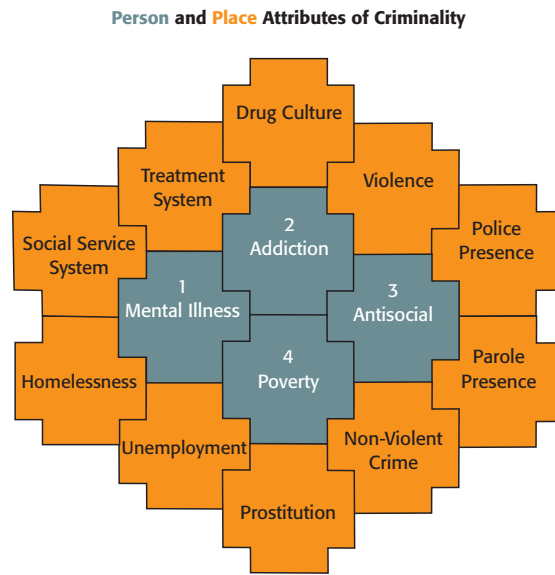 Person and Place Attributes of Criminality
Drug Culture
Treatment
System
Violence
Social Service
System
2
Addiction
Police
Presence
1
Mental Illness
3
Antisocial
Homelessness
4
Poverty
Parole
Presence
Unemployment
Non-Violent
Crime
Prostitution